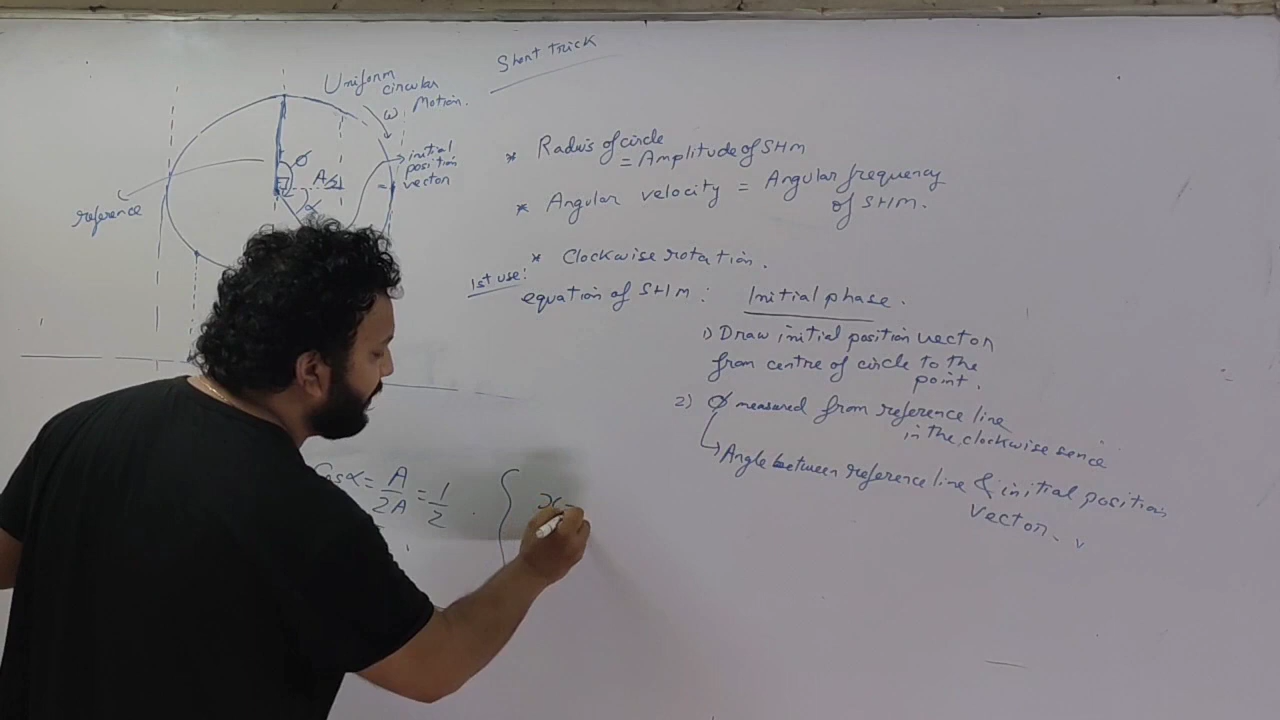 Short trick
Uniform
circular
Motion.
ω
initial
position
vector
ϕ
A/2
α
reference
* Radius of circle
= Amplitude of SHM
* Angular velocity = Angular frequency
of SHM.
* Clockwise rotation.
1st use:
equation of SHM : Initial phase.
1) Draw initial position vector
from centre of circle to the
point.
2) ϕ measured from reference line
in the clockwise sence
Angle between reference line & initial position
vector.
Cosα = A/2A = 1/2 .
x =